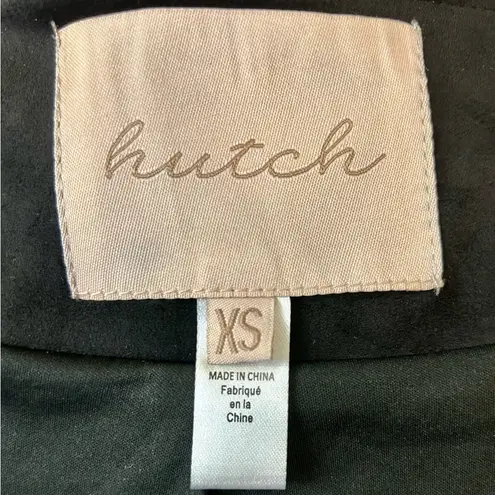 hutch
XS
MADE IN CHINA
Fabriqué
en la
Chine